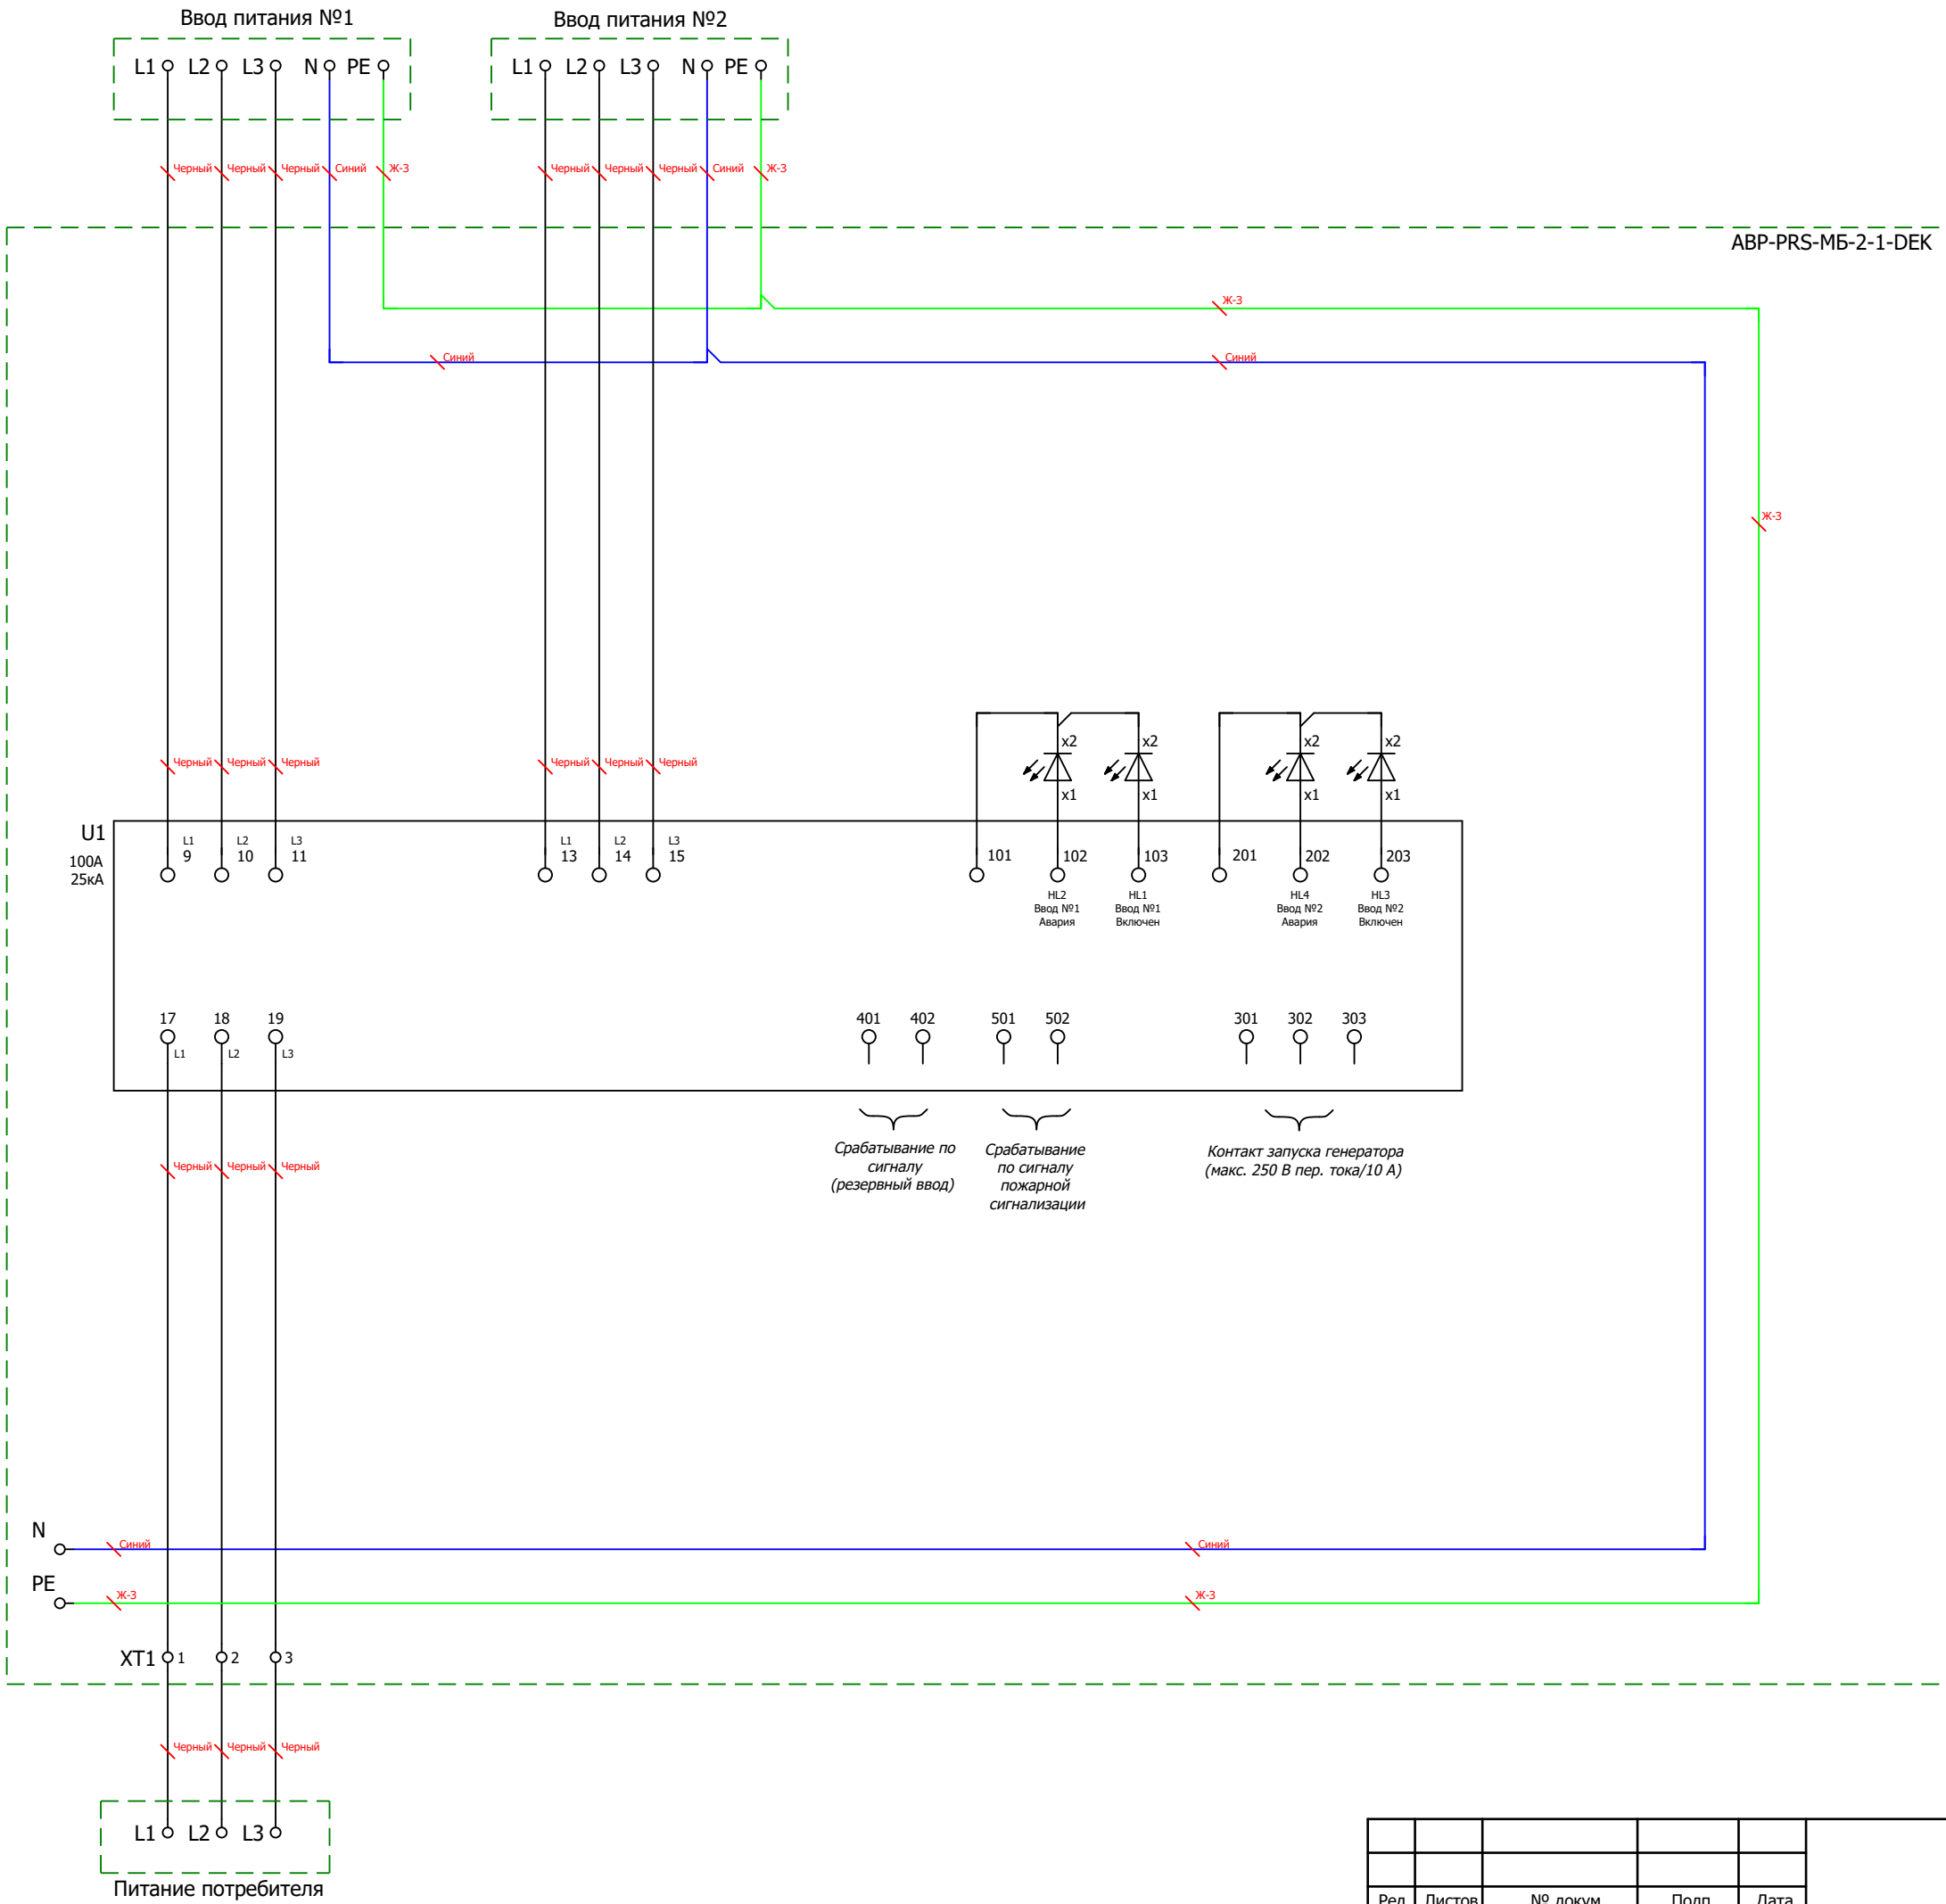 Ввод питания №1
Ввод питания №2
L1 L2 L3 N PE
L1 L2 L3 N PE
Черный Черный Черный Синий Ж-З
Черный Черный Черный Синий Ж-З
АВР-PRS-МБ-2-1-DEK
Ж-З
Синий
Синий
Ж-З
x2 x2 x2 x2
Черный Черный Черный
Черный Черный Черный
x1 x1 x1 x1
U1
100А
25кА
L1 L2 L3
9 10 11
L1 L2 L3
13 14 15
101 102 103 201 202 203
HL2
Ввод №1
Авария
HL1
Ввод №1
Включен
HL4
Ввод №2
Авария
HL3
Ввод №2
Включен
17 18 19
L1 L2 L3
401 402 501 502 301 302 303
Срабатывание по
сигналу
(резервный ввод)
Срабатывание
по сигналу
пожарной
сигнализации
Контакт запуска генератора
(макс. 250 В пер. тока/10 А)
Черный Черный Черный
N
Синий
Синий
PE
Ж-З
Ж-З
XT1 1 2 3
Черный Черный Черный
L1 L2 L3
Питание потребителя
Ред Листов № докум Подп Дата